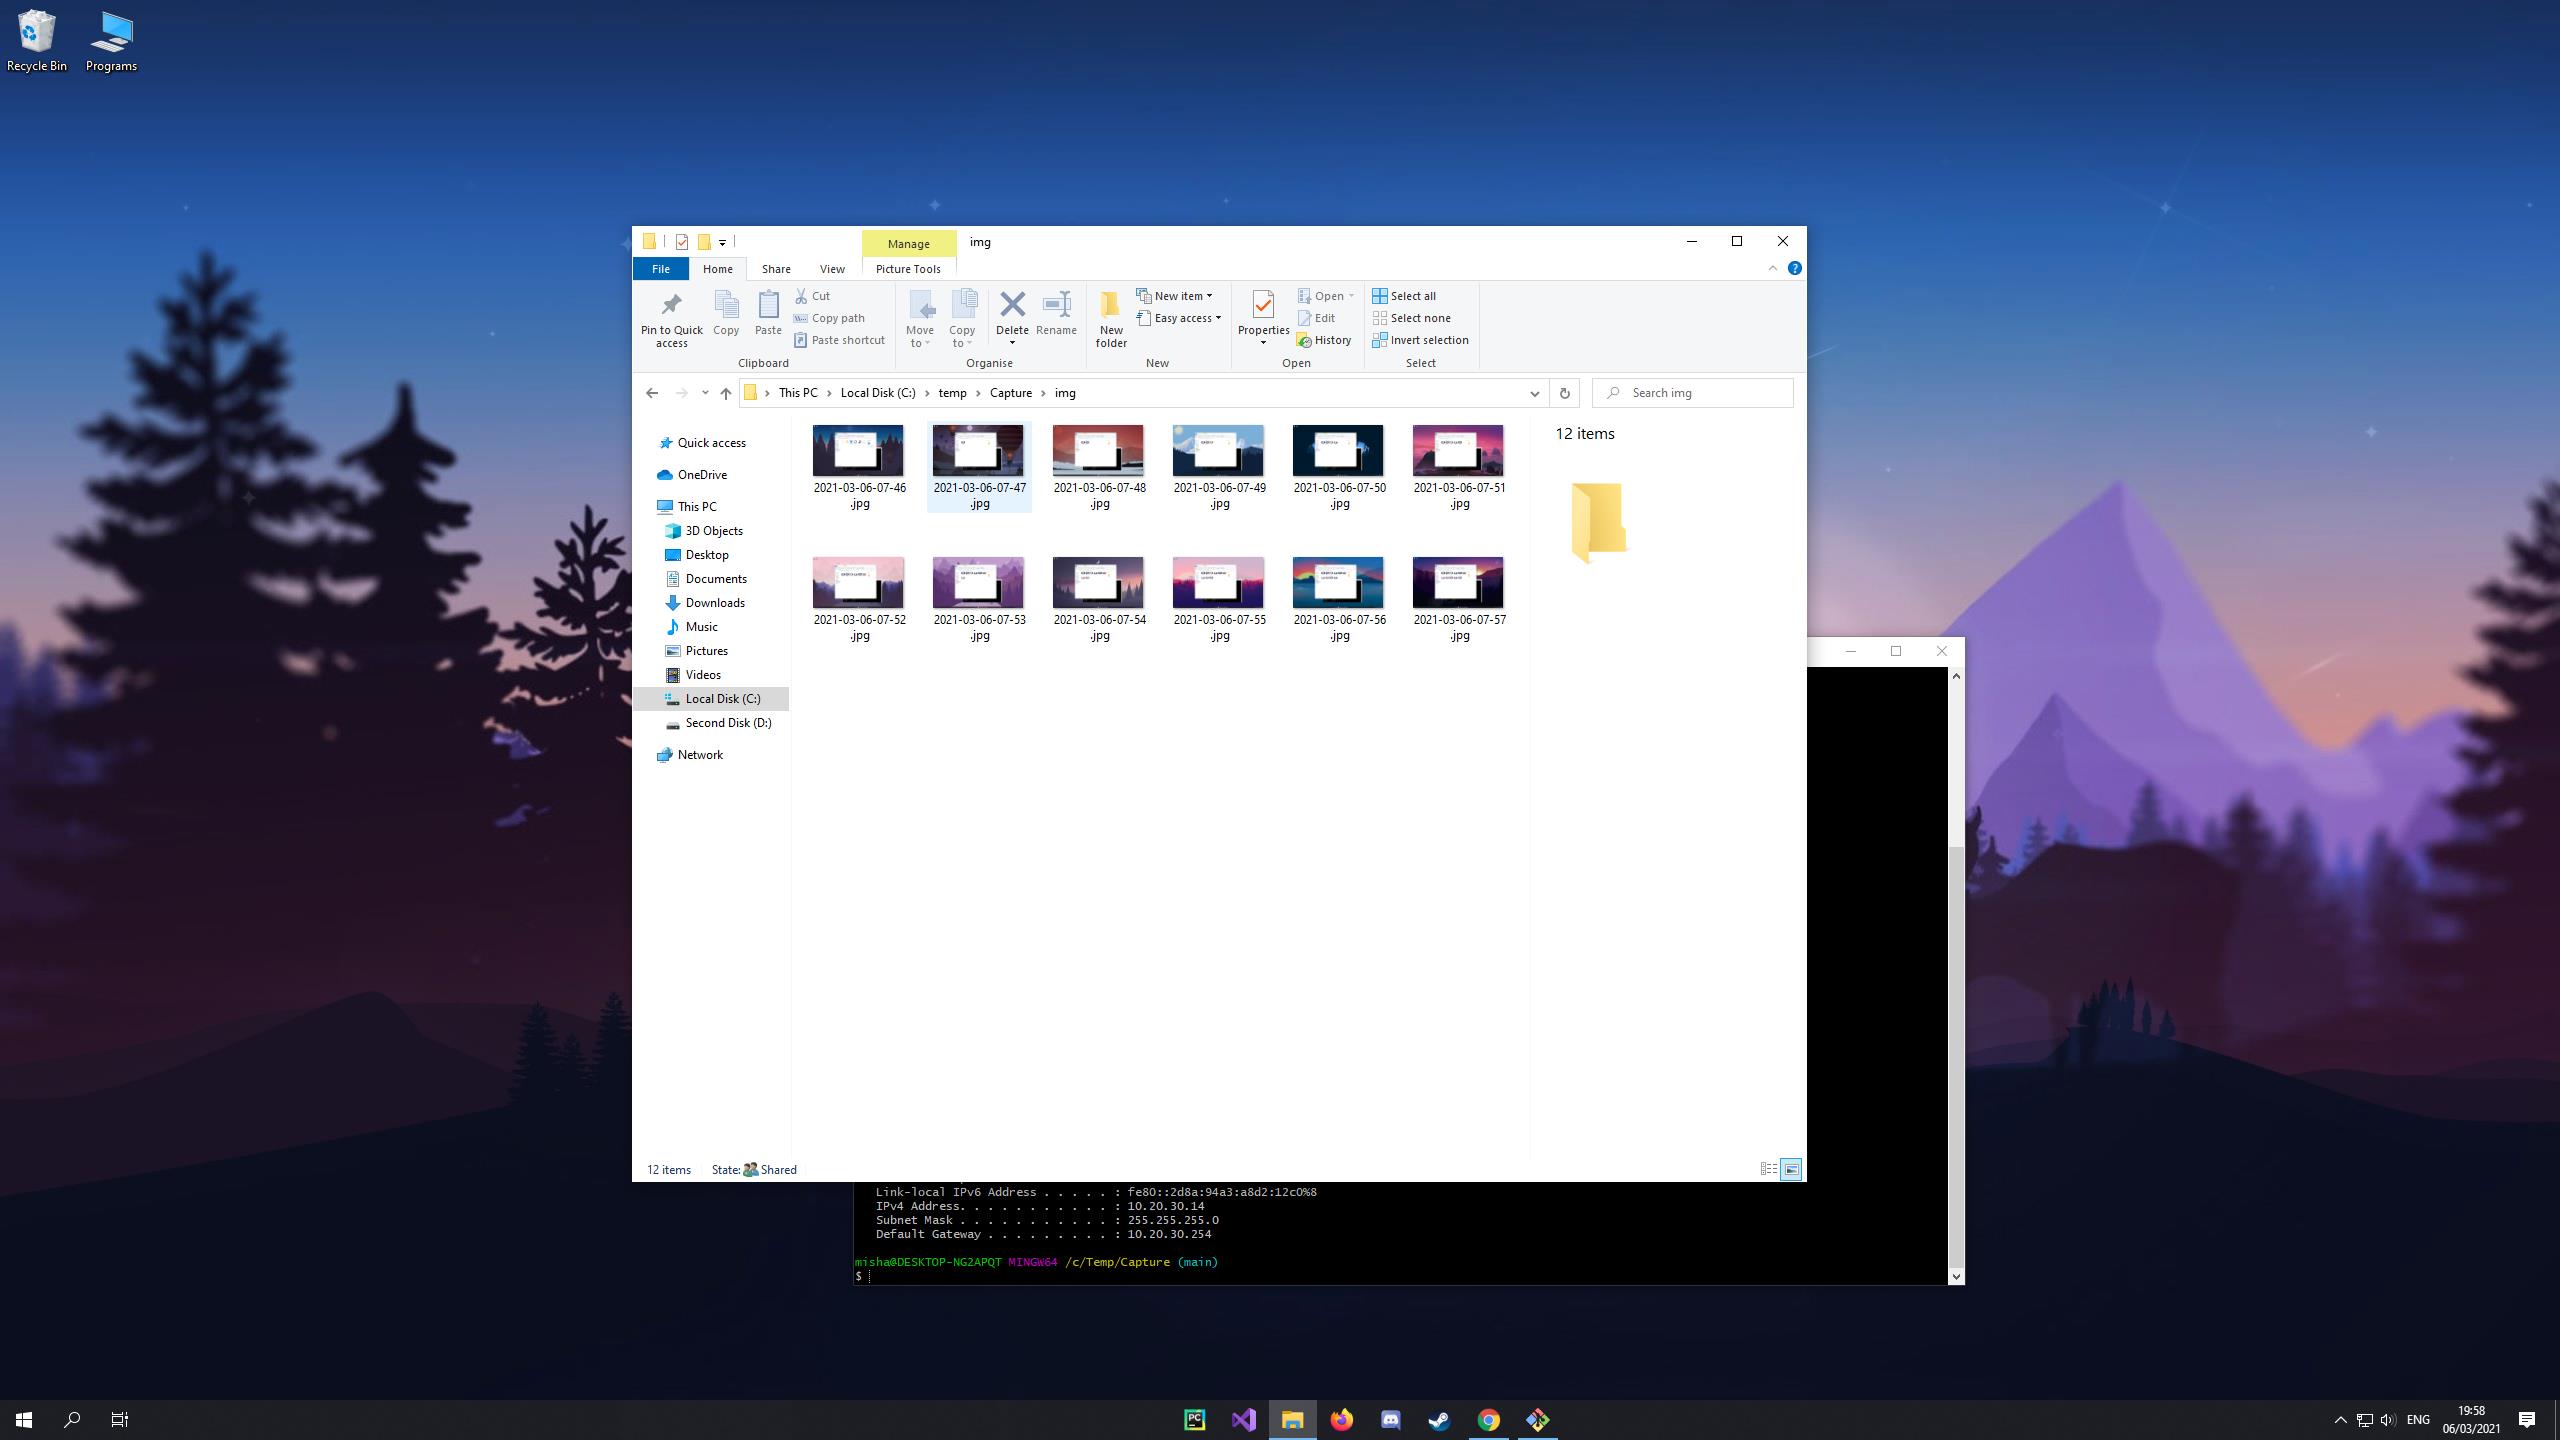 Recycle Bin
Programs
Manage
img
File
Home
Share
View
Picture Tools
Pin to Quick access
Copy
Paste
Cut
Copy path
Paste shortcut
Clipboard
Move to
Copy to
Delete
Rename
Organise
New folder
New item
Easy access
New
Properties
Open
Edit
History
Open
Select all
Select none
Invert selection
Select
This PC
Local Disk (C:)
temp
Capture
img
Search img
Quick access
OneDrive
This PC
3D Objects
Desktop
Documents
Downloads
Music
Pictures
Videos
Local Disk (C:)
Second Disk (D:)
Network
2021-03-06-07-46.jpg
2021-03-06-07-47.jpg
2021-03-06-07-48.jpg
2021-03-06-07-49.jpg
2021-03-06-07-50.jpg
2021-03-06-07-51.jpg
2021-03-06-07-52.jpg
2021-03-06-07-53.jpg
2021-03-06-07-54.jpg
2021-03-06-07-55.jpg
2021-03-06-07-56.jpg
2021-03-06-07-57.jpg
12 items
12 items
State: Shared
Link-local IPv6 Address . . . . . : fe80::2d8a:94a3:a8d2:12c0%8
IPv4 Address. . . . . . . . . . . : 10.20.30.14
Subnet Mask . . . . . . . . . . . : 255.255.255.0
Default Gateway . . . . . . . . . : 10.20.30.254
misha@DESKTOP-NG2APQT MINGW64 /c/Temp/Capture (main)
$
PC
ENG
19:58
06/03/2021